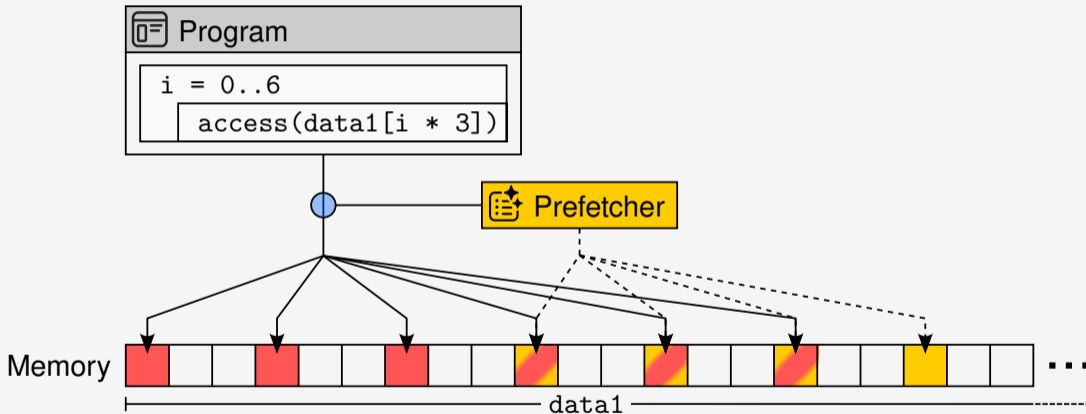 Program
i = 0..6
access(data1[i * 3])
Prefetcher
Memory
...
data1